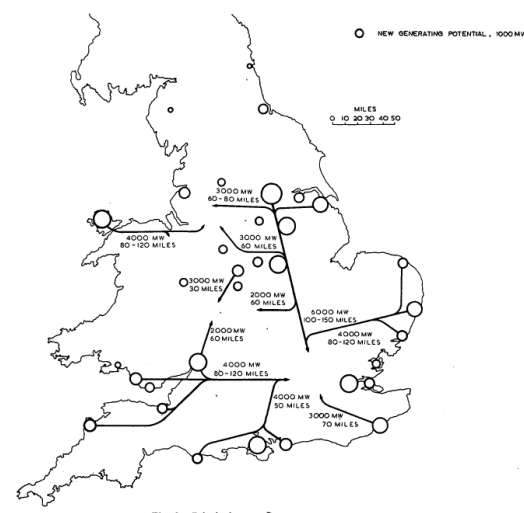 NEW GENERATING POTENTIAL, 1000 MW
MILES
0 10 20 30 40 50
3000 MW
60-80 MILES
4000 MW
80-120 MILES
3000 MW
60 MILES
3000 MW
30 MILES
2000 MW
60 MILES
6000 MW
100-150 MILES
4000 MW
80-120 MILES
2000 MW
60 MILES
4000 MW
80-120 MILES
4000 MW
50 MILES
3000 MW
70 MILES